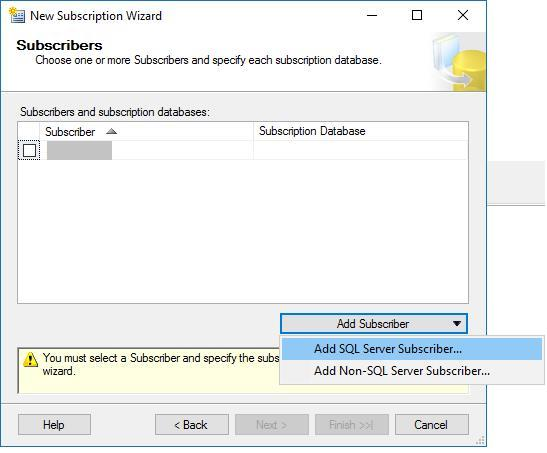 New Subscription Wizard
Subscribers
Choose one or more Subscribers and specify each subscription database.
Subscribers and subscription databases:
Subscriber
Subscription Database
Add Subscriber
Add SQL Server Subscriber...
Add Non-SQL Server Subscriber...
You must select a Subscriber and specify the
wizard.
Help
< Back
Next >
Finish >>|
Cancel